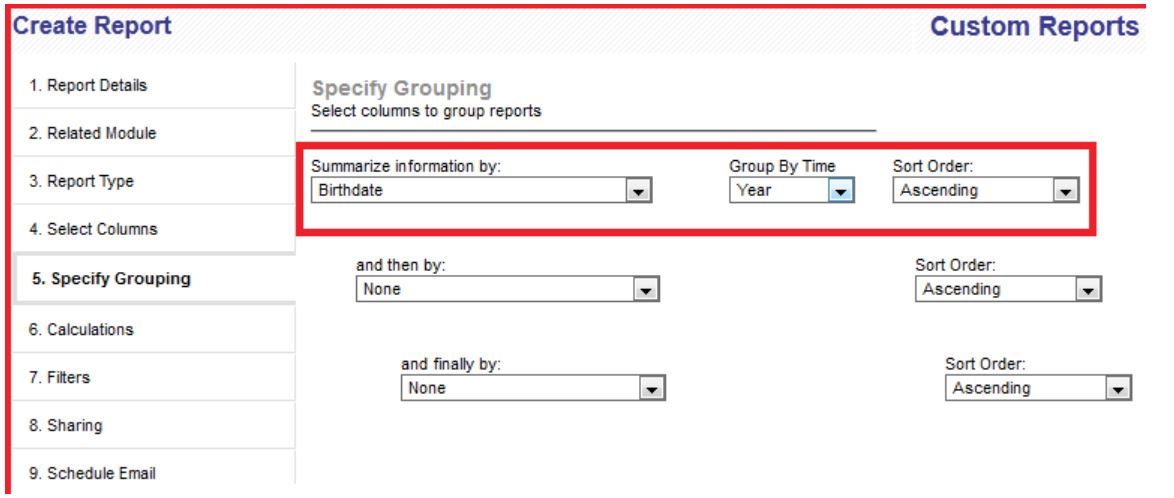 Create Report
Custom Reports
1. Report Details
2. Related Module
3. Report Type
4. Select Columns
5. Specify Grouping
6. Calculations
7. Filters
8. Sharing
9. Schedule Email
Specify Grouping
Select columns to group reports
Summarize information by: Group By Time Sort Order:
Birthdate Year Ascending
and then by: Sort Order:
None Ascending
and finally by: Sort Order:
None Ascending